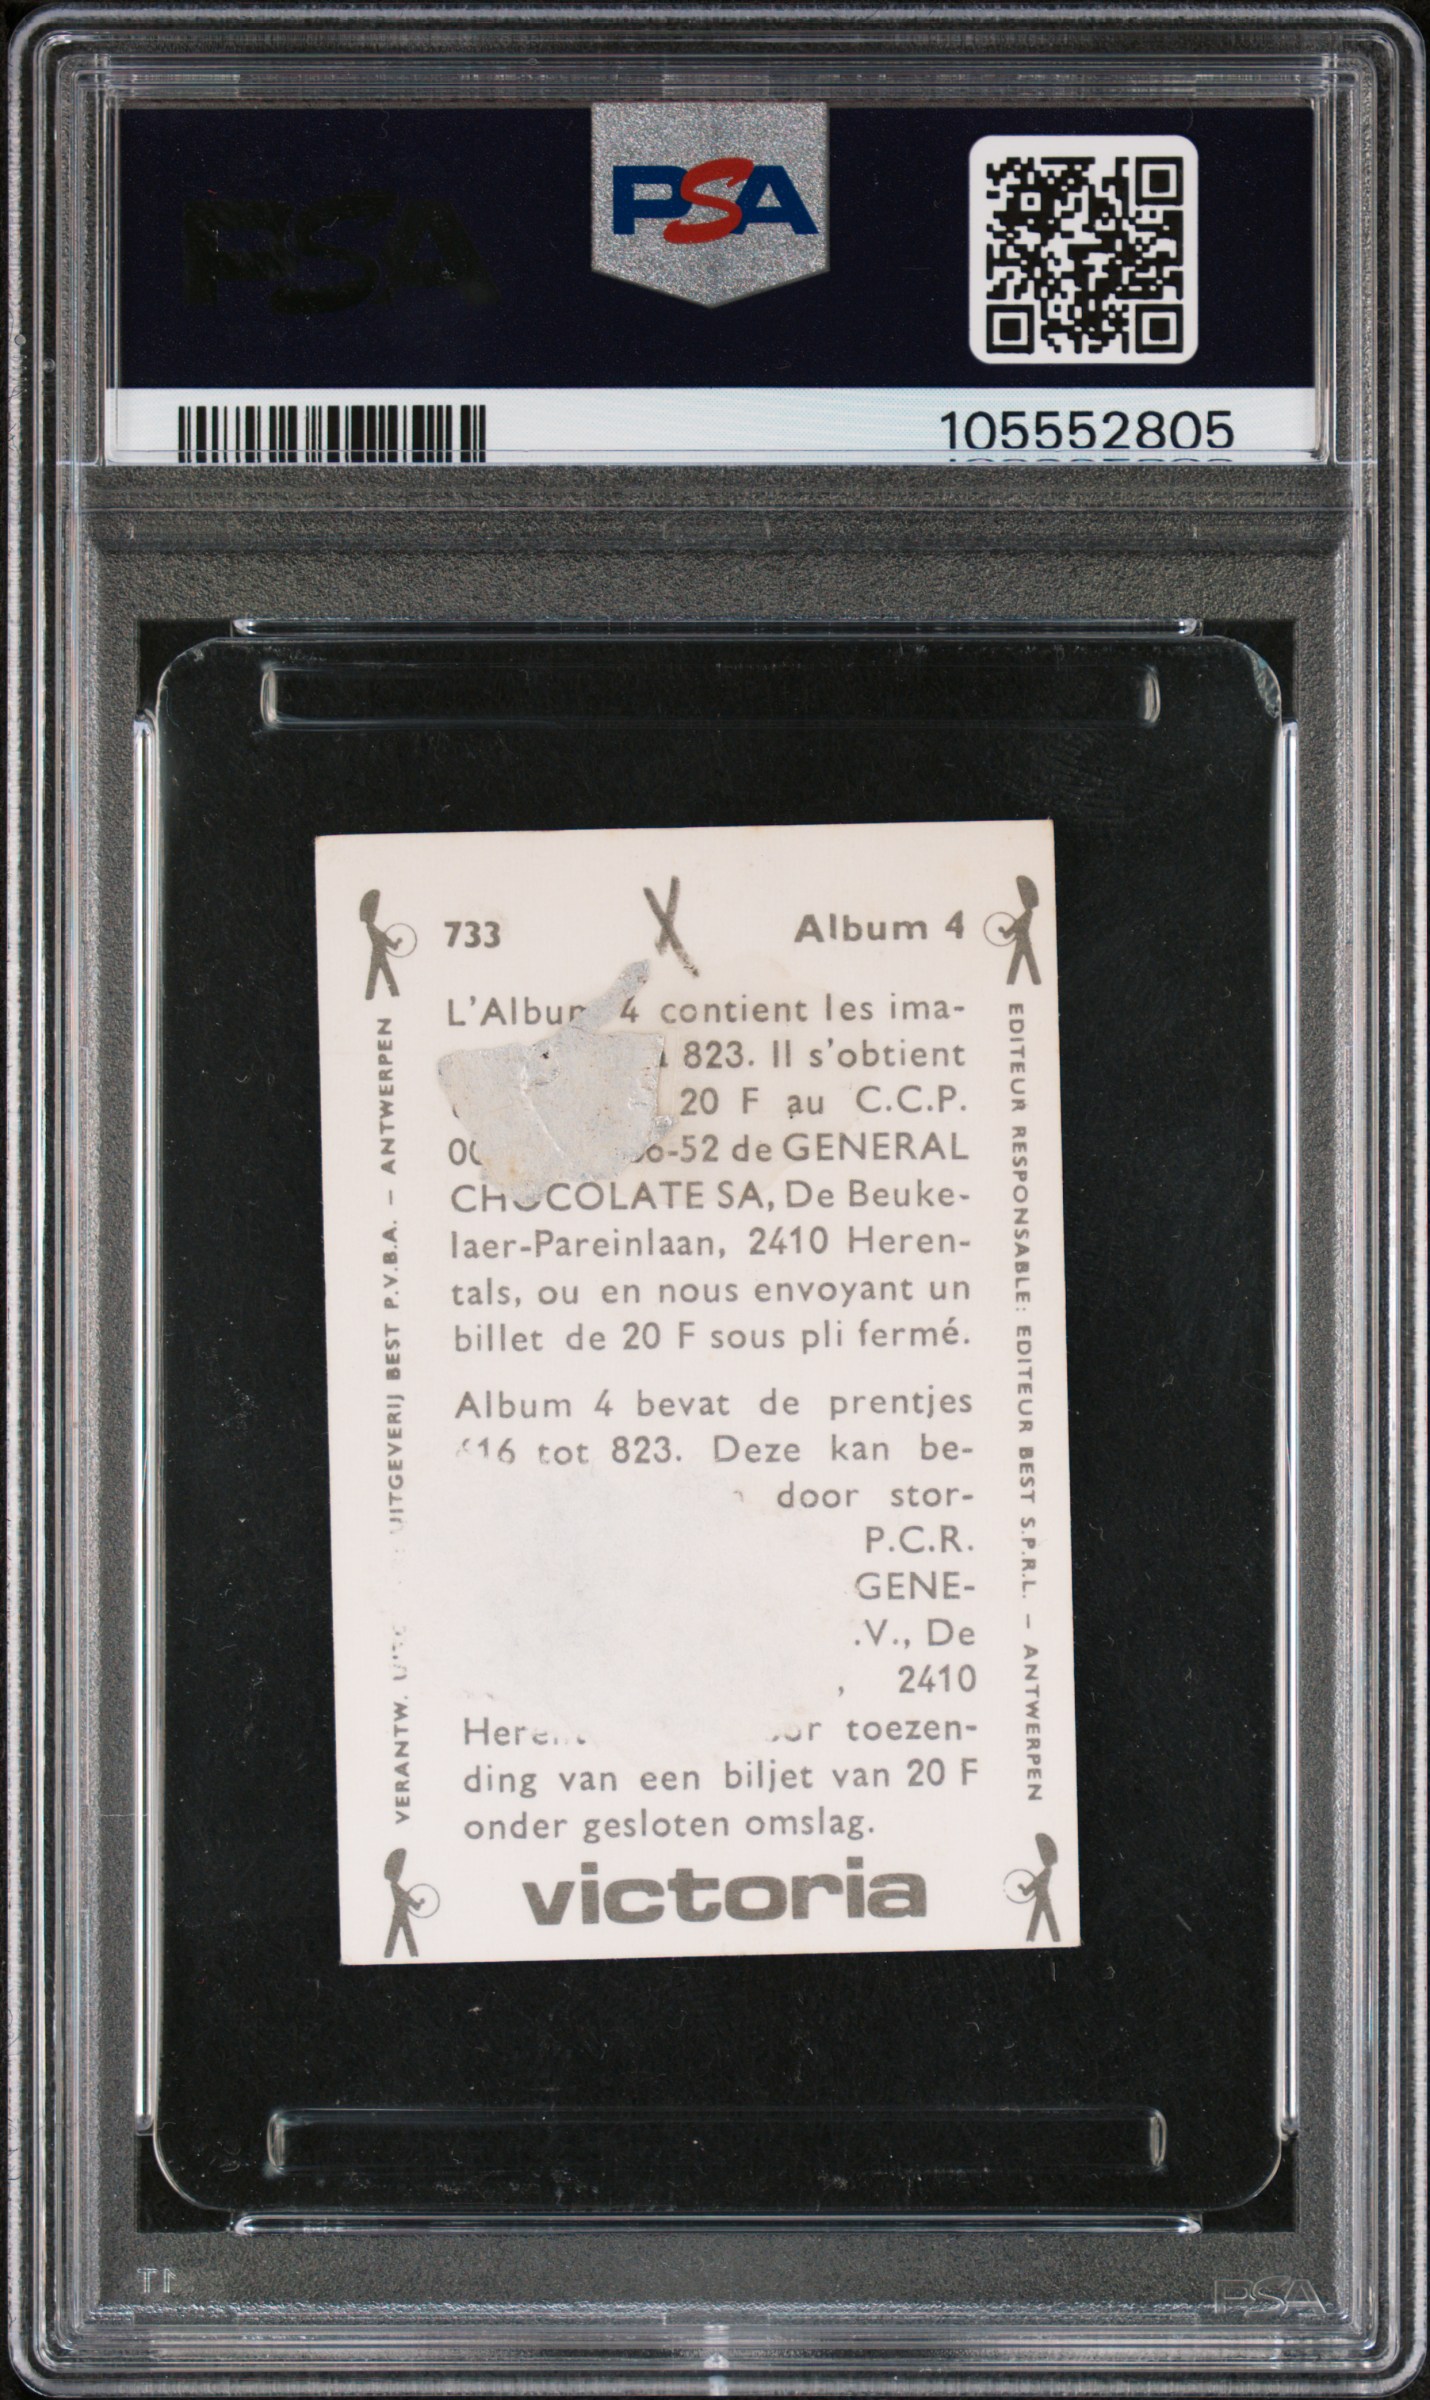 PSA
PSA
105552805
733
X
Album 4
L'Album 4 contient les ima-
823. Il s'obtient
20 F au C.C.P.
-52 de GENERAL
CHOCOLATE SA, De Beuke-
laer-Pareinlaan, 2410 Heren-
tals, ou en nous envoyant un
billet de 20 F sous pli fermé.
Album 4 bevat de prentjes
616 tot 823. Deze kan be-
door stor-
P.C.R.
GENE-
.V., De
, 2410
toezen-
ding van een biljet van 20 F
onder gesloten omslag.
victoria
VERANTW. UITGEVERIJ BEST P.V.B.A. – ANTWERPEN
EDITEUR RESPONSABLE: EDITEUR BEST S.P.R.L. – ANTWERPEN
PSA